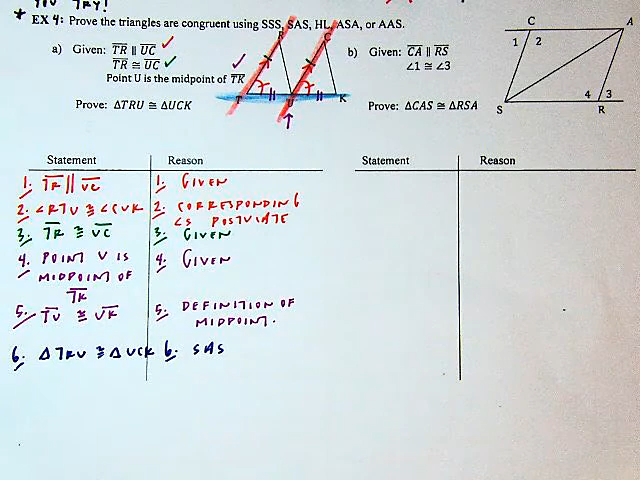 YOU TRY!
* EX 4: Prove the triangles are congruent using SSS, SAS, HL, ASA, or AAS.
a) Given: TR ∥ UC ✓
TR ≅ UC ✓
Point U is the midpoint of TK ✓
Prove: ΔTRU ≅ ΔUCK
R C
T U K
b) Given: CA ∥ RS
∠1 ≅ ∠3
Prove: ΔCAS ≅ ΔRSA
C A
1 2
4 3
S R
Statement Reason
1. TR ∥ UC 1. GIVEN
2. ∠RTU ≅ ∠CUK 2. CORRESPONDING
∠S POSTULATE
3. TR ≅ UC 3. GIVEN
4. POINT U IS 4. GIVEN
MIDPOINT OF
TK
5. TU ≅ UK 5. DEFINITION OF
MIDPOINT.
6. ΔTRU ≅ ΔUCK 6. SAS
Statement Reason